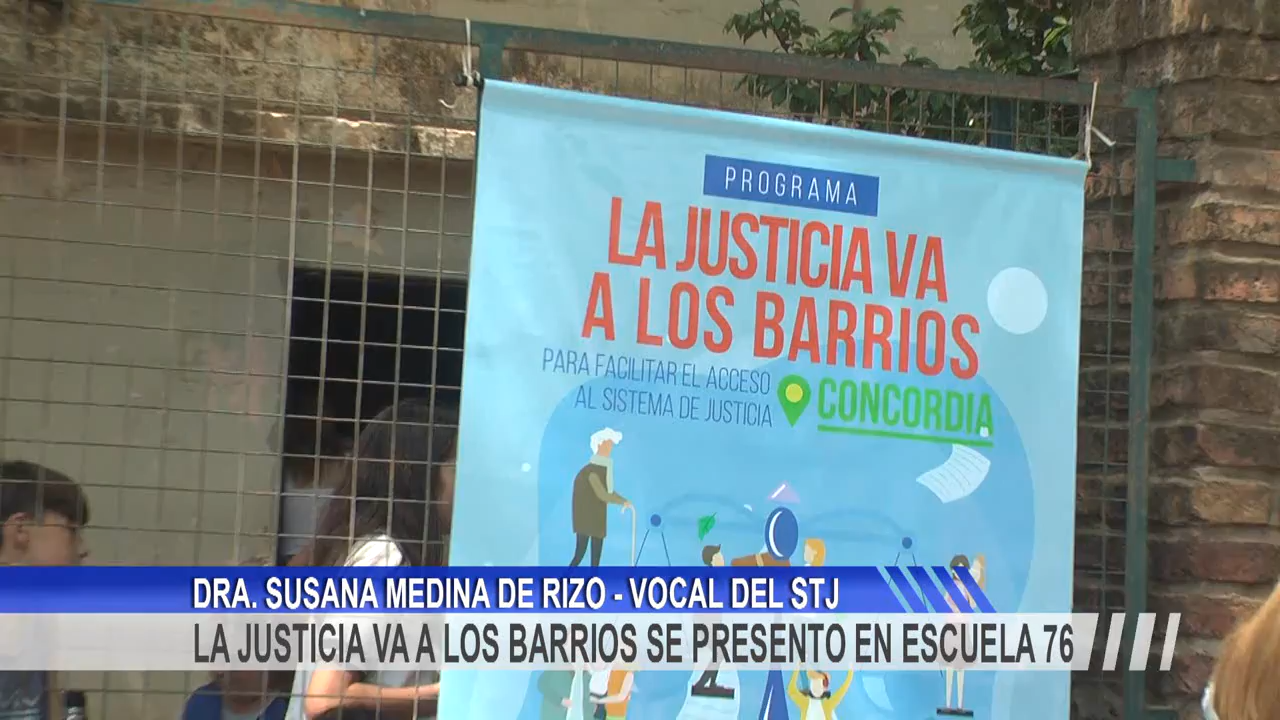 PROGRAMA
LA JUSTICIA VA
A LOS BARRIOS
PARA FACILITAR EL ACCESO
AL SISTEMA DE JUSTICIA
CONCORDIA
DRA. SUSANA MEDINA DE RIZO - VOCAL DEL STJ
LA JUSTICIA VA A LOS BARRIOS SE PRESENTO EN ESCUELA 76